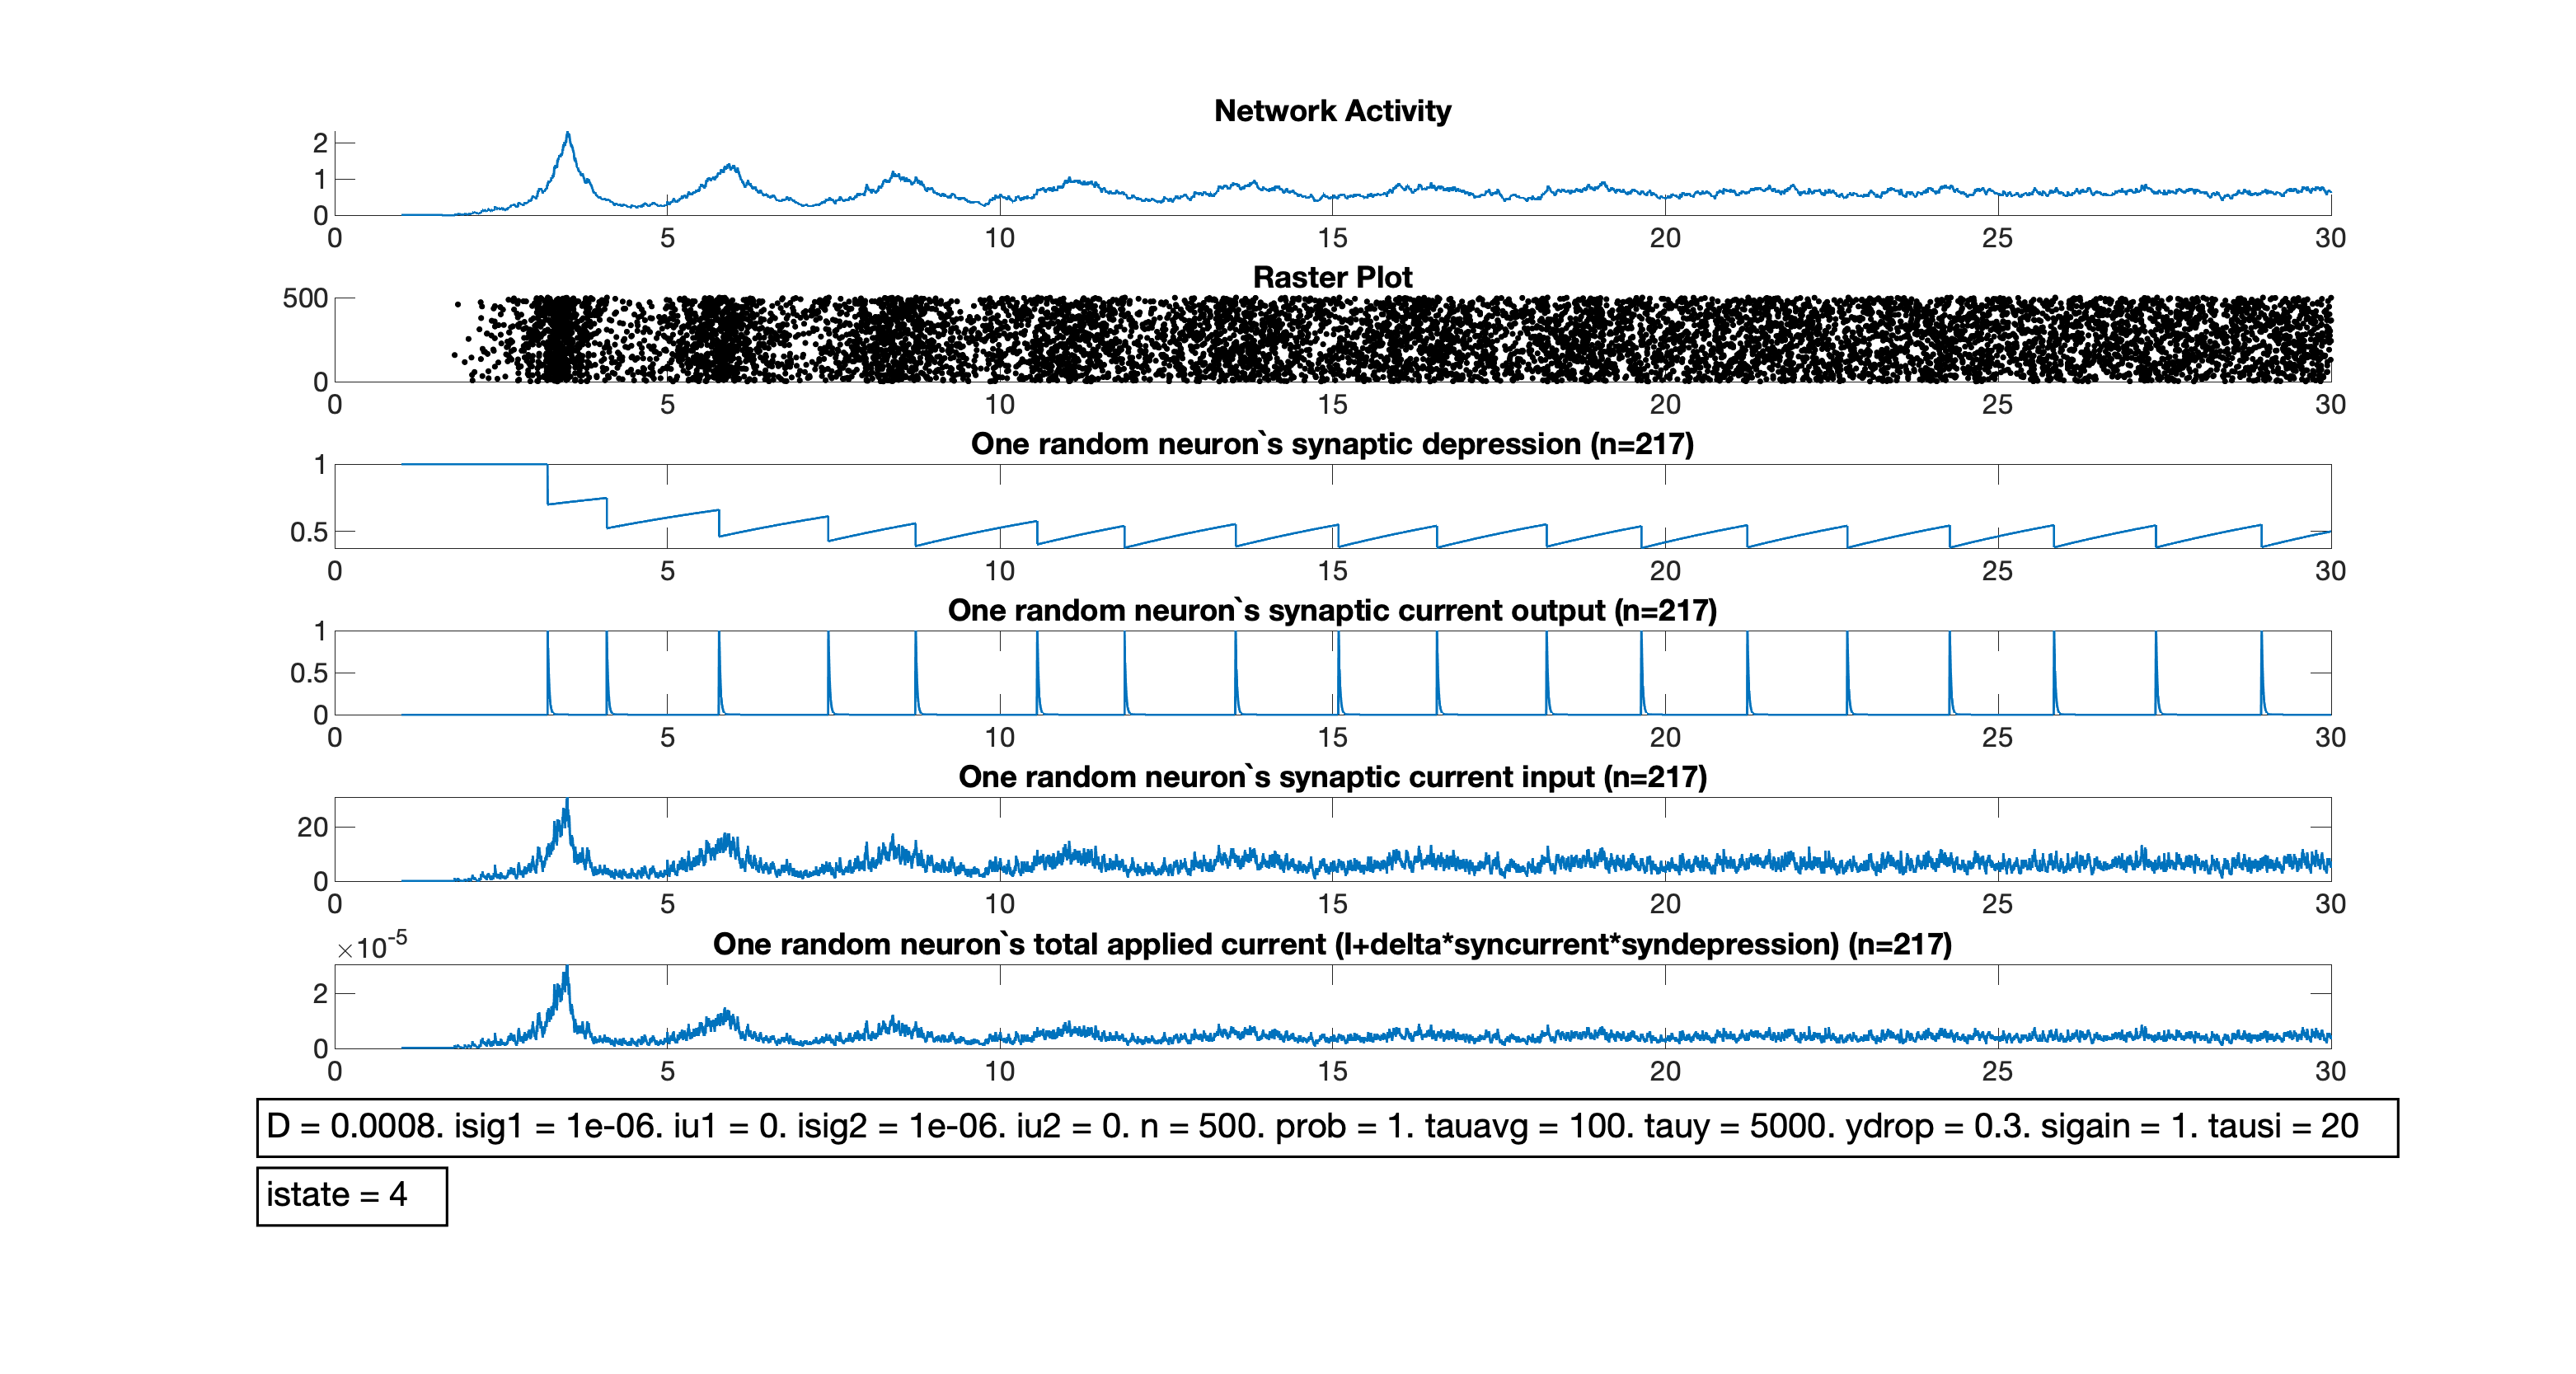 Network Activity
2
1
0
0 5 10 15 20 25 30
Raster Plot
500
0
0 5 10 15 20 25 30
One random neuron`s synaptic depression (n=217)
1
0.5
0 5 10 15 20 25 30
One random neuron`s synaptic current output (n=217)
1
0.5
0
0 5 10 15 20 25 30
One random neuron`s synaptic current input (n=217)
20
0
0 5 10 15 20 25 30
×10-5
One random neuron`s total applied current (I+delta*syncurrent*syndepression) (n=217)
2
0
0 5 10 15 20 25 30
D = 0.0008. isig1 = 1e-06. iu1 = 0. isig2 = 1e-06. iu2 = 0. n = 500. prob = 1. tauavg = 100. tauy = 5000. ydrop = 0.3. sigain = 1. tausi = 20
istate = 4